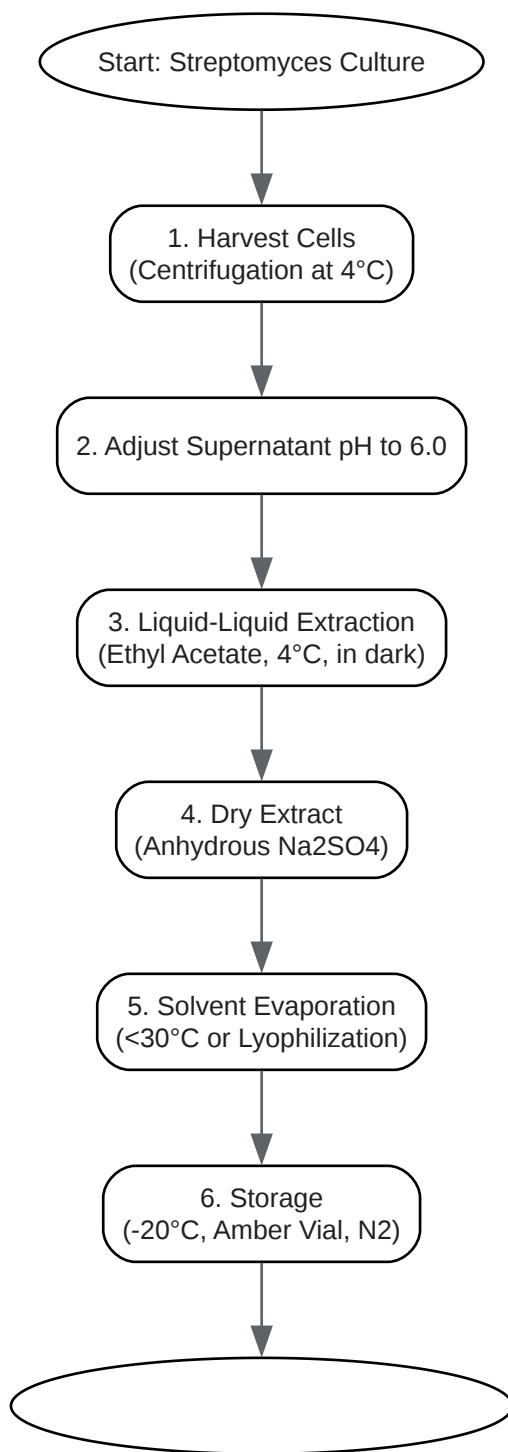 Start: Streptomyces Culture
1. Harvest Cells
(Centrifugation at 4°C)
2. Adjust Supernatant pH to 6.0
3. Liquid-Liquid Extraction
(Ethyl Acetate, 4°C, in dark)
4. Dry Extract
(Anhydrous Na2SO4)
5. Solvent Evaporation
(<30°C or Lyophilization)
6. Storage
(-20°C, Amber Vial, N2)